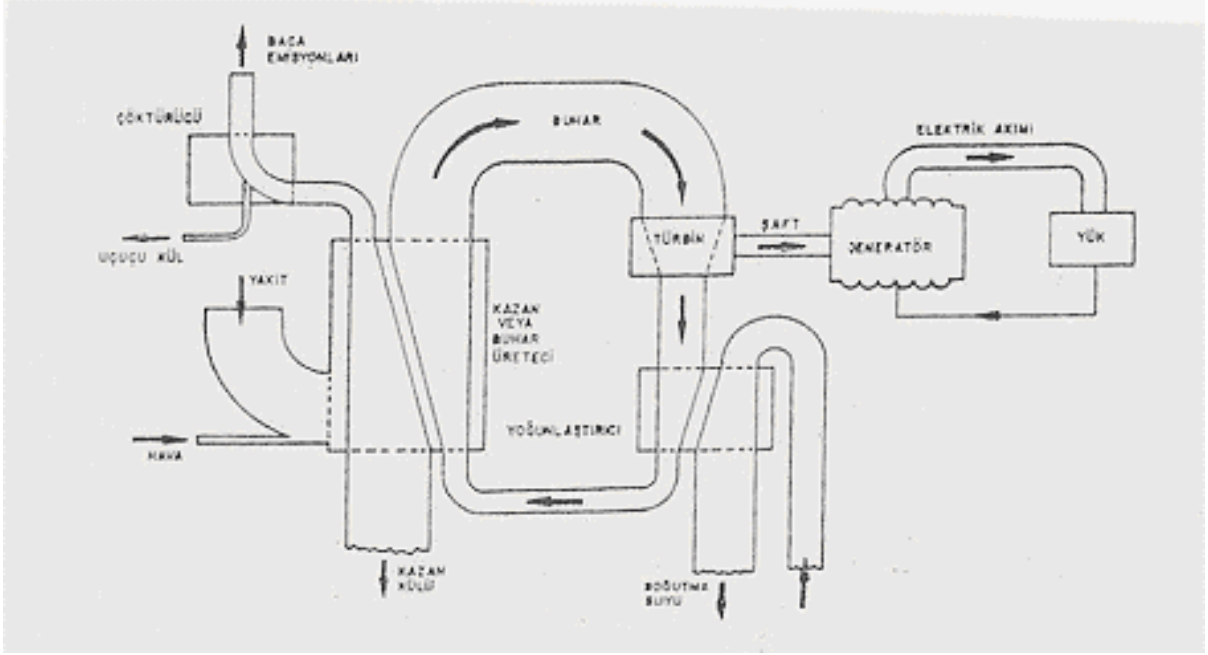 BACA
EMİSYONLARI
ÇÖKTÜRÜCÜ
BUHAR
ELEKTRİK AKIMI
TÜRBİN
ŞAFT
JENERATÖR
YÜK
UÇUCU KÜL
YAKIT
KAZAN
VEYA
BUHAR
ÜRETECİ
YOĞUNLAŞTIRICI
HAVA
KAZAN
KÜLÜ
SOĞUTMA
SUYU